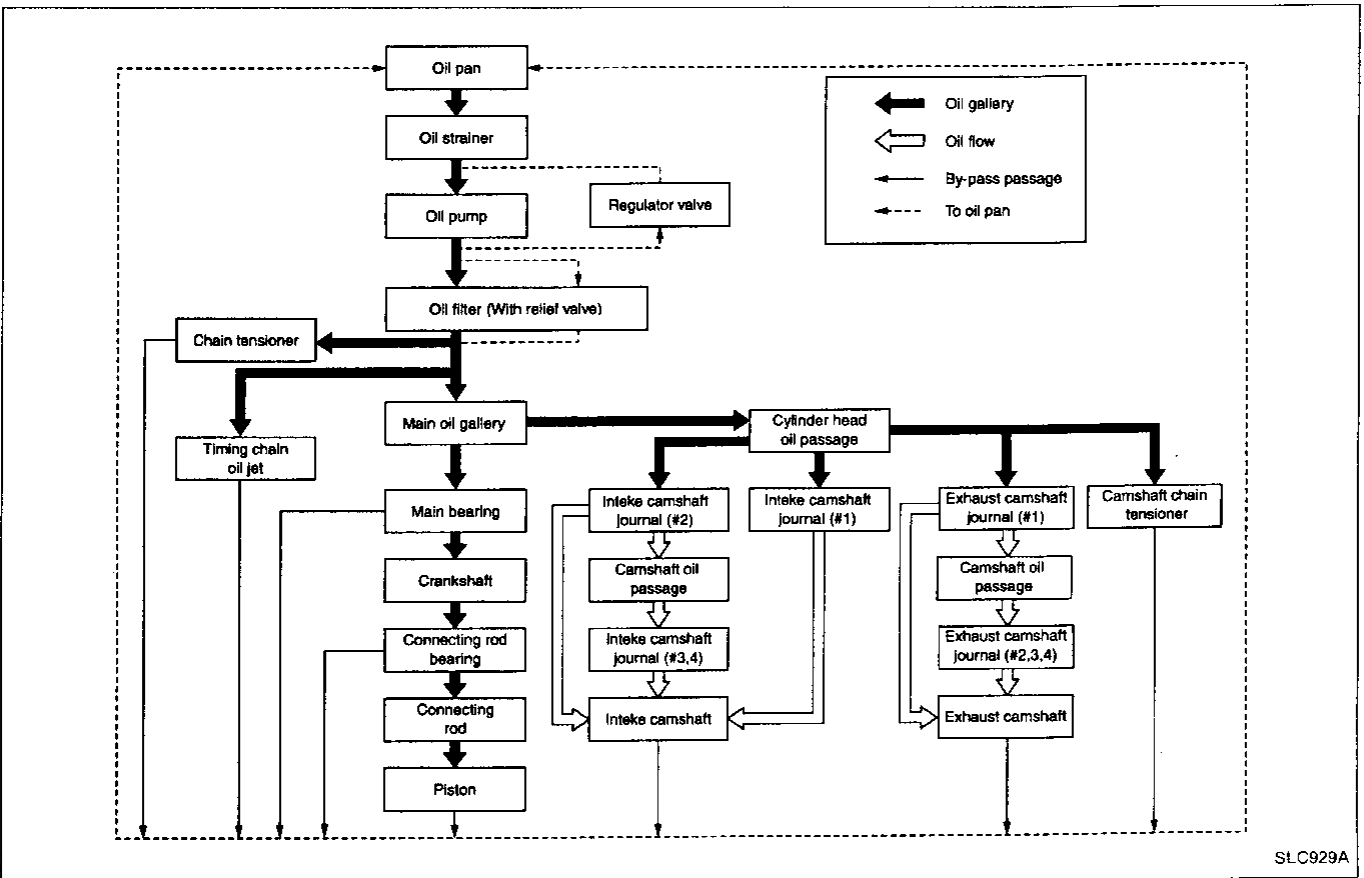 Oil pan
Oil gallery
Oil strainer
Oil flow
By-pass passage
Regulator valve
Oil pump
To oil pan
Oil filter (With relief valve)
Chain tensioner
Main oil gallery
Cylinder head
oil passage
Timing chain
oil jet
Main bearing
Inteke camshaft
journal (#2)
Inteke camshaft
journal (#1)
Exhaust camshaft
journal (#1)
Camshaft chain
tensioner
Crankshaft
Camshaft oil
passage
Camshaft oil
passage
Connecting rod
bearing
Inteke camshaft
journal (#3,4)
Exhaust camshaft
journal (#2,3,4)
Connecting
rod
Inteke camshaft
Exhaust camshaft
Piston
SLC929A